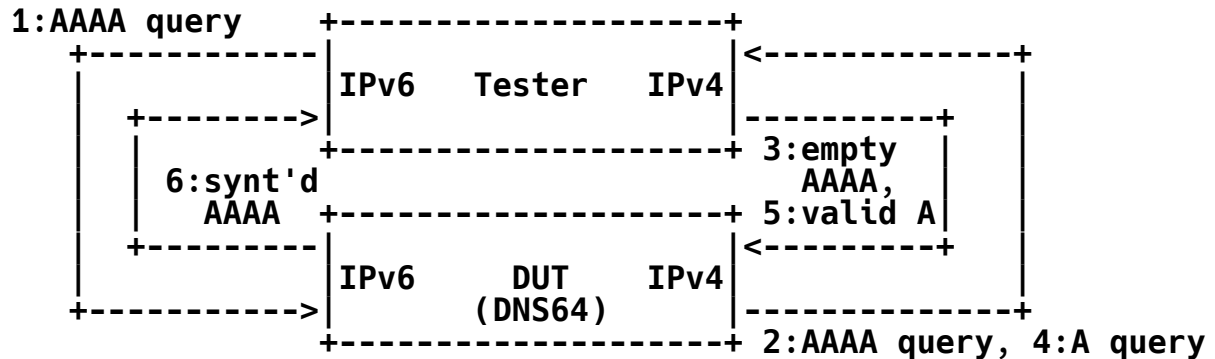 1:AAAA query
IPv6 Tester IPv4
3:empty
6:synt'd AAAA,
AAAA 5:valid A
IPv6 DUT IPv4
(DNS64)
2:AAAA query, 4:A query